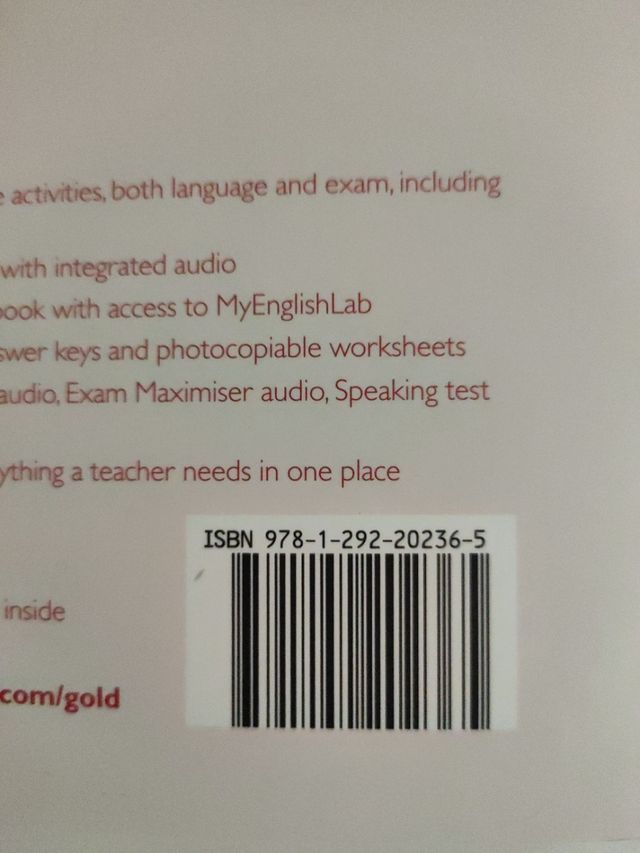 activities, both language and exam, including
with integrated audio
book with access to MyEnglishLab
swer keys and photocopiable worksheets
audio, Exam Maximiser audio, Speaking test
ything a teacher needs in one place
ISBN 978-1-292-20236-5
inside
.com/gold